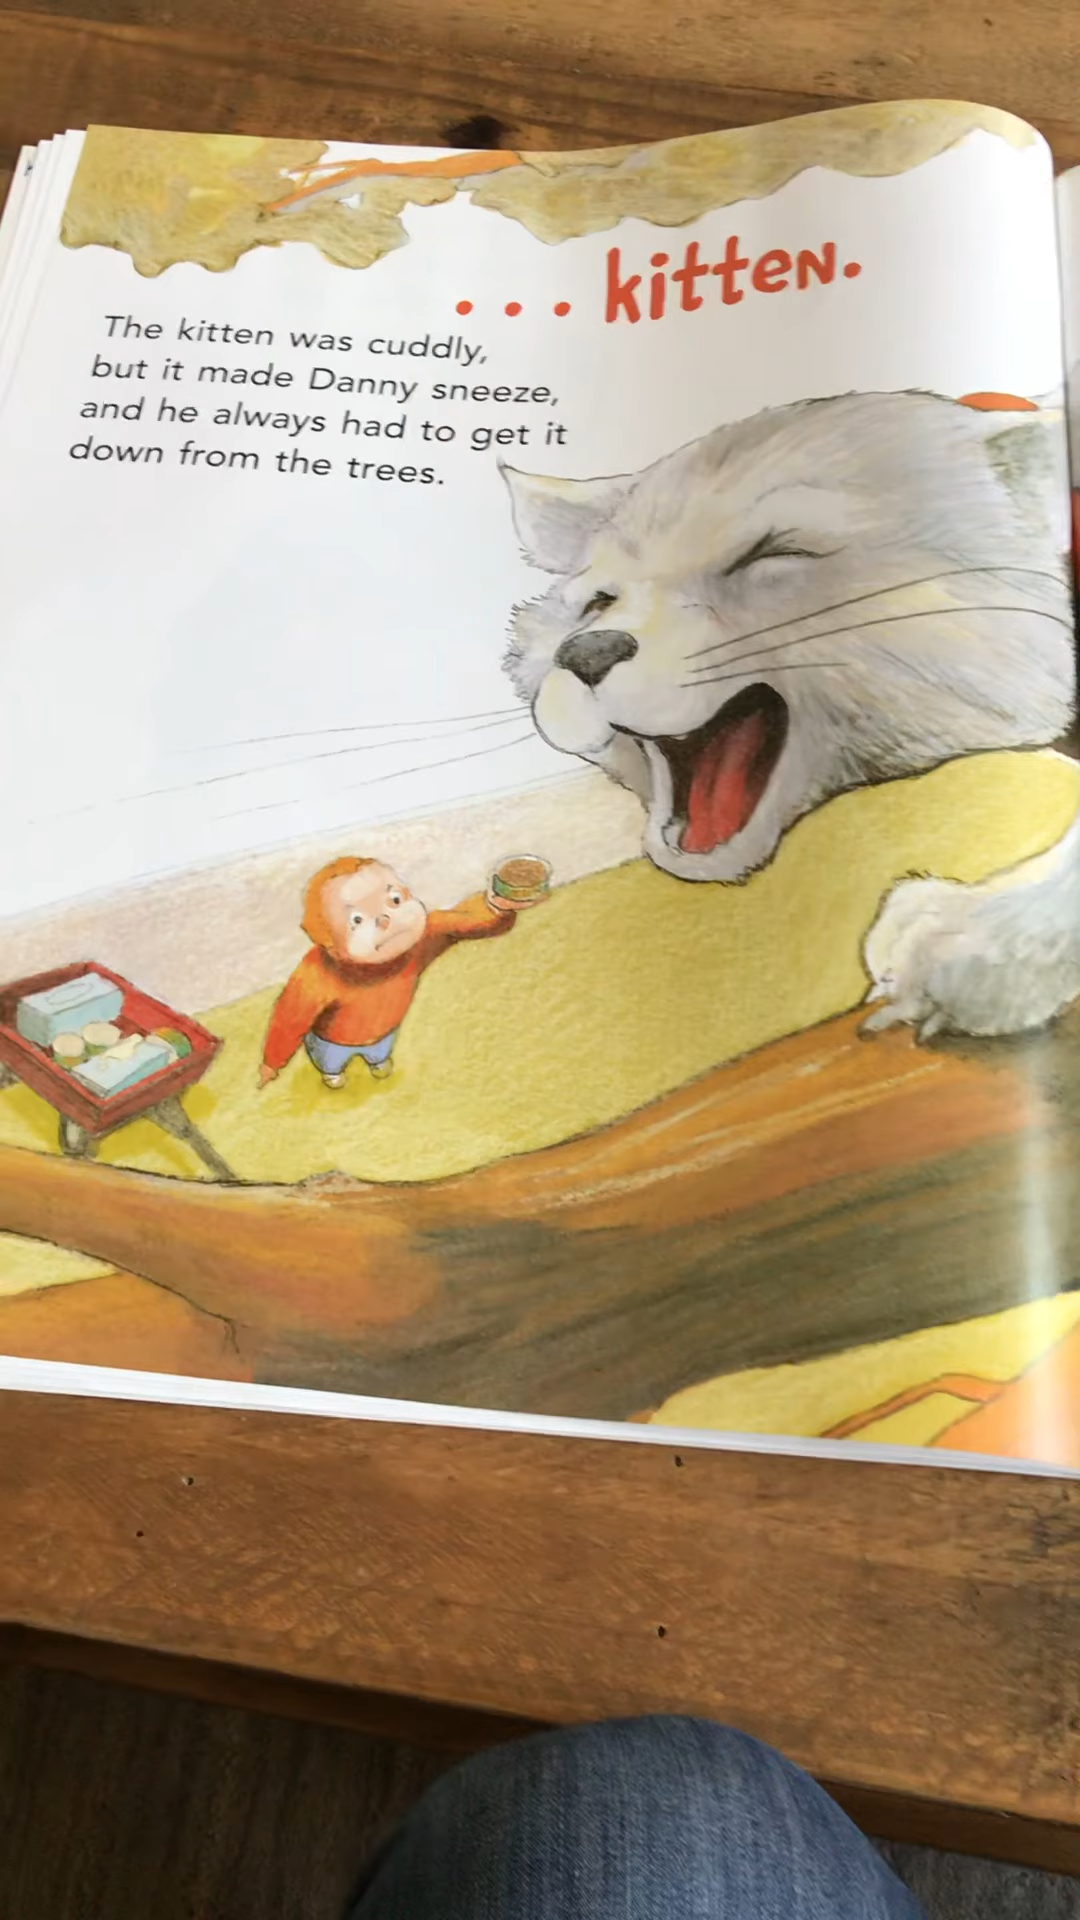 . . . kitten.
The kitten was cuddly,
but it made Danny sneeze,
and he always had to get it
down from the trees.